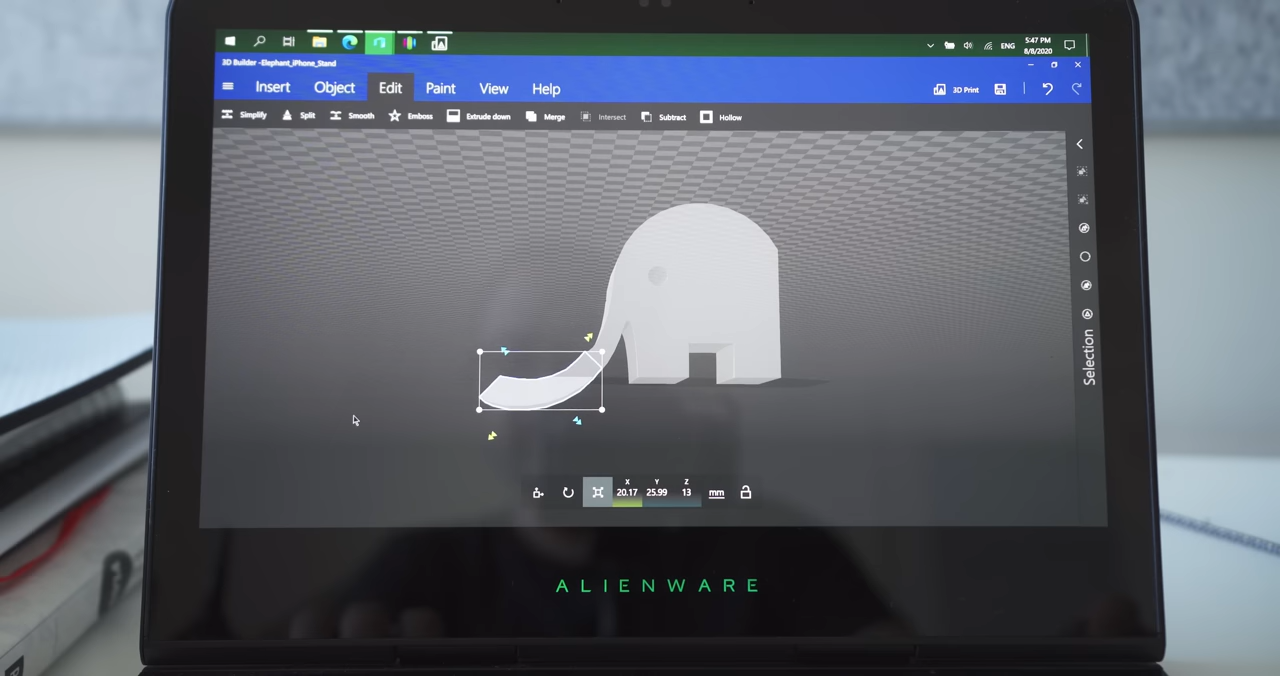 ENG
5:47 PM
8/8/2020
3D Builder -Elephant_iPhone_Stand
Insert Object Edit Paint View Help
3D Print
Simplify Split Smooth Emboss Extrude down Merge Intersect Subtract Hollow
Selection
X Y Z
20.17 25.99 13 mm
ALIENWARE